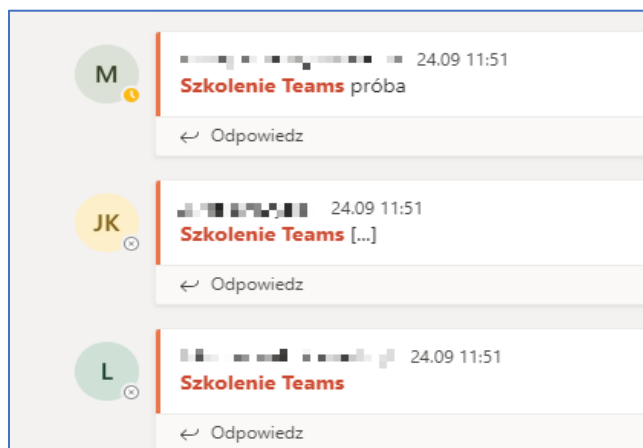 M
24.09 11:51
Szkolenie Teams próba
Odpowiedz
JK
24.09 11:51
Szkolenie Teams [...]
Odpowiedz
L
24.09 11:51
Szkolenie Teams
Odpowiedz